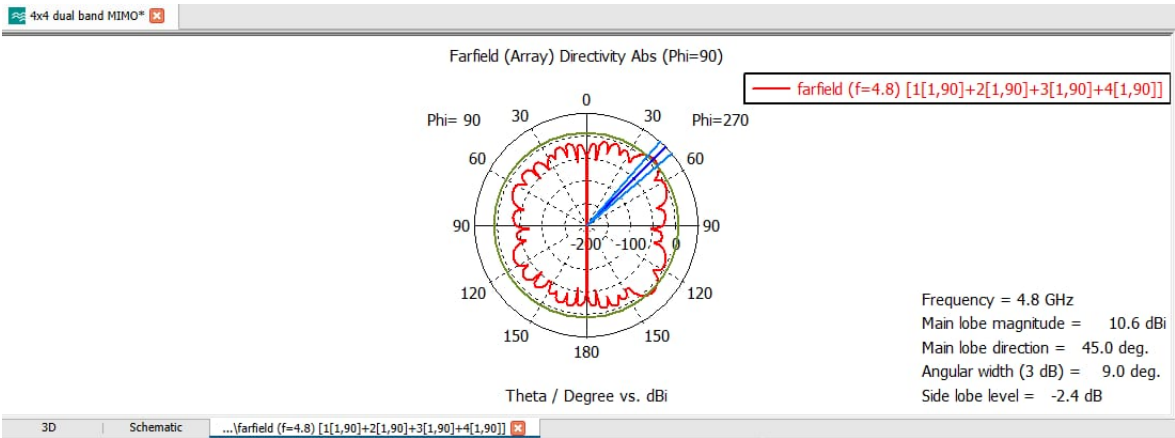 4x4 dual band MIMO*
Farfield (Array) Directivity Abs (Phi=90)
farfield (f=4.8) [1[1,90]+2[1,90]+3[1,90]+4[1,90]]
0
Phi= 90 30 30 Phi=270
60 60
90 -200 -100 0 90
120 120
150 150
180
Theta / Degree vs. dBi
Frequency = 4.8 GHz
Main lobe magnitude = 10.6 dBi
Main lobe direction = 45.0 deg.
Angular width (3 dB) = 9.0 deg.
Side lobe level = -2.4 dB
3D Schematic ...\farfield (f=4.8) [1[1,90]+2[1,90]+3[1,90]+4[1,90]]